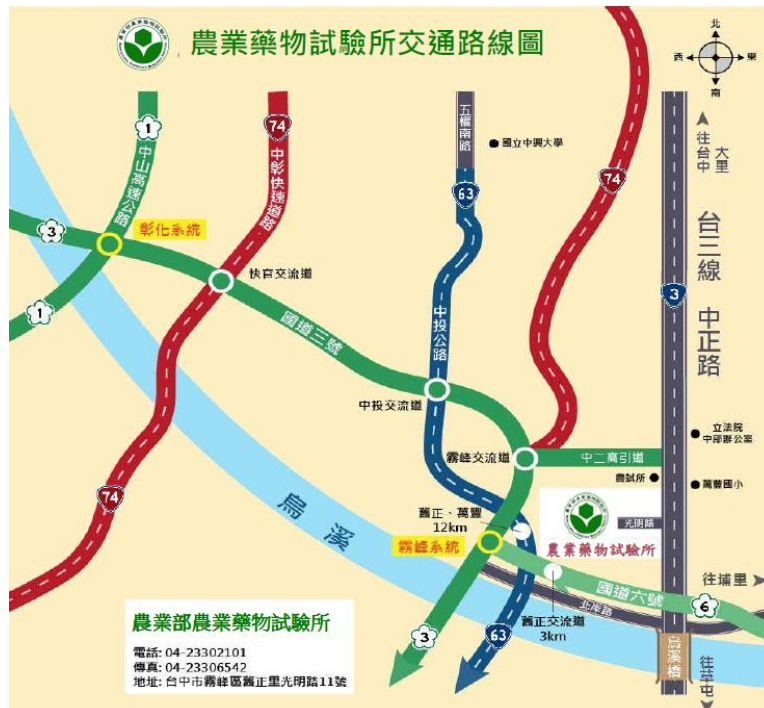 農業藥物試驗所交通路線圖
北
西
東
南
1
74
五權南路
國立中興大學
往台中
大里
中山高速公路
中彰快速道路
63
74
3
彰化系統
台三線 中正路
快官交流道
1
3
國道三號
中投公路
中投交流道
立法院
中部辦公室
霧峰交流道
中二高引道
農試所
萬豐國小
74
烏溪
舊正、萬豐
12km
光明路
農業藥物試驗所
霧峰系統
國道六號
往埔里
6
北岸路
舊正交流道
3km
3
63
烏溪橋
往草屯
農業部農業藥物試驗所
電話: 04-23302101
傳真: 04-23306542
地址: 台中市霧峰區舊正里光明路11號